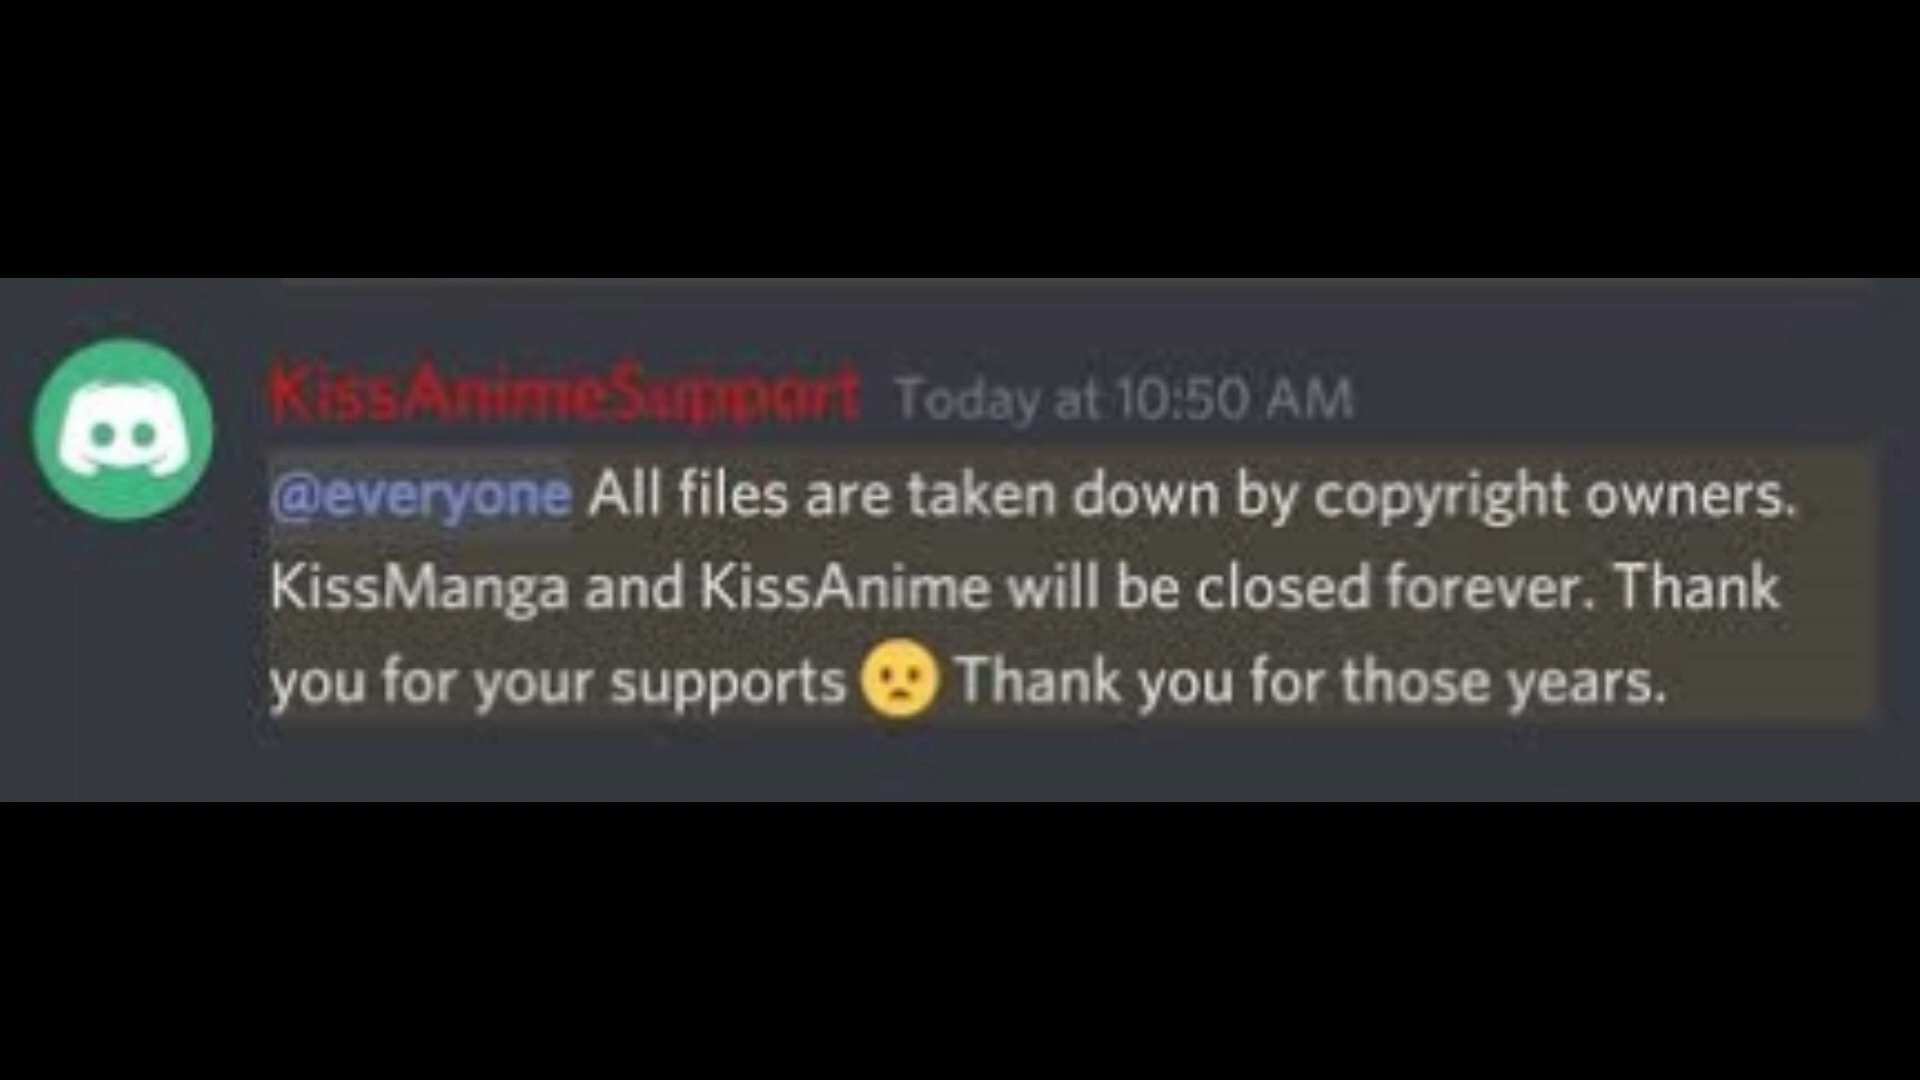 KissAnimeSupport Today at 10:50 AM
@everyone All files are taken down by copyright owners.
KissManga and KissAnime will be closed forever. Thank
you for your supports 😦 Thank you for those years.